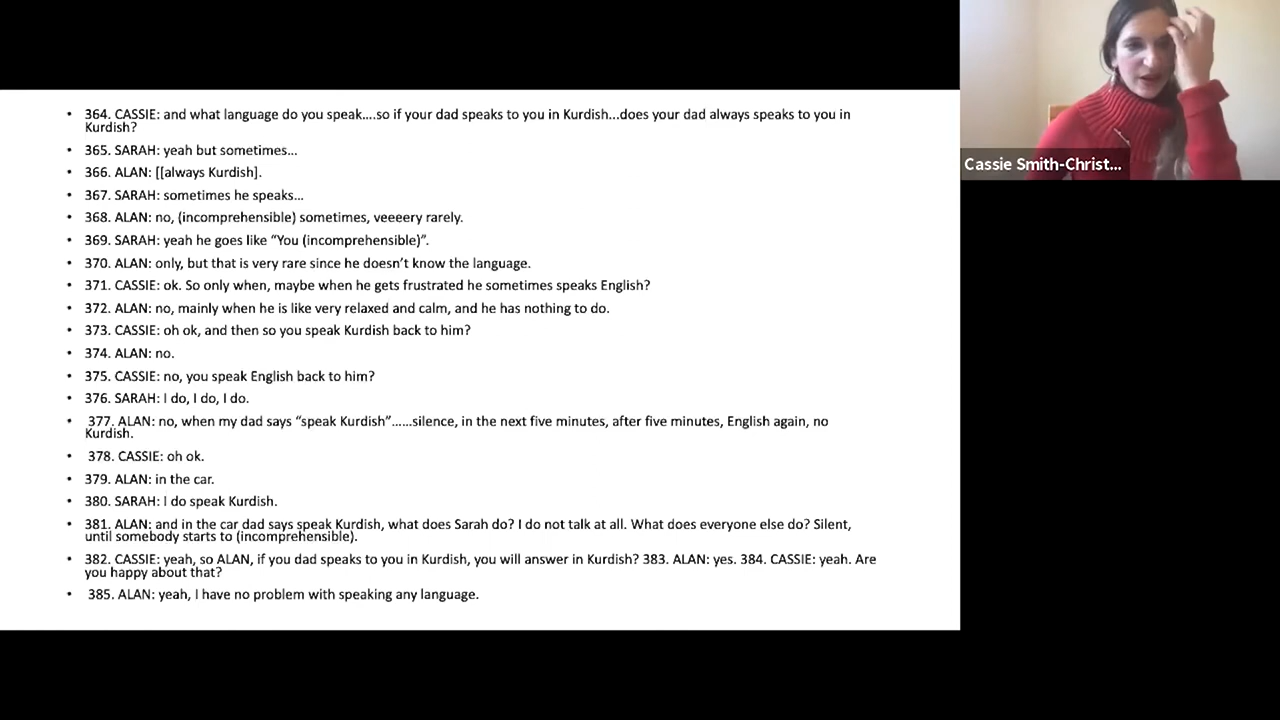 • 364. CASSIE: and what language do you speak....so if your dad speaks to you in Kurdish...does your dad always speaks to you in
Kurdish?
• 365. SARAH: yeah but sometimes...
• 366. ALAN: [[always Kurdish].
• 367. SARAH: sometimes he speaks...
• 368. ALAN: no, (incomprehensible) sometimes, veeeery rarely.
• 369. SARAH: yeah he goes like “You (incomprehensible)”.
• 370. ALAN: only, but that is very rare since he doesn’t know the language.
• 371. CASSIE: ok. So only when, maybe when he gets frustrated he sometimes speaks English?
• 372. ALAN: no, mainly when he is like very relaxed and calm, and he has nothing to do.
• 373. CASSIE: oh ok, and then so you speak Kurdish back to him?
• 374. ALAN: no.
• 375. CASSIE: no, you speak English back to him?
• 376. SARAH: I do, I do, I do.
• 377. ALAN: no, when my dad says “speak Kurdish”......silence, in the next five minutes, after five minutes, English again, no
Kurdish.
• 378. CASSIE: oh ok.
• 379. ALAN: in the car.
• 380. SARAH: I do speak Kurdish.
• 381. ALAN: and in the car dad says speak Kurdish, what does Sarah do? I do not talk at all. What does everyone else do? Silent,
until somebody starts to (incomprehensible).
• 382. CASSIE: yeah, so ALAN, if you dad speaks to you in Kurdish, you will answer in Kurdish? 383. ALAN: yes. 384. CASSIE: yeah. Are
you happy about that?
• 385. ALAN: yeah, I have no problem with speaking any language.
Cassie Smith-Christ...